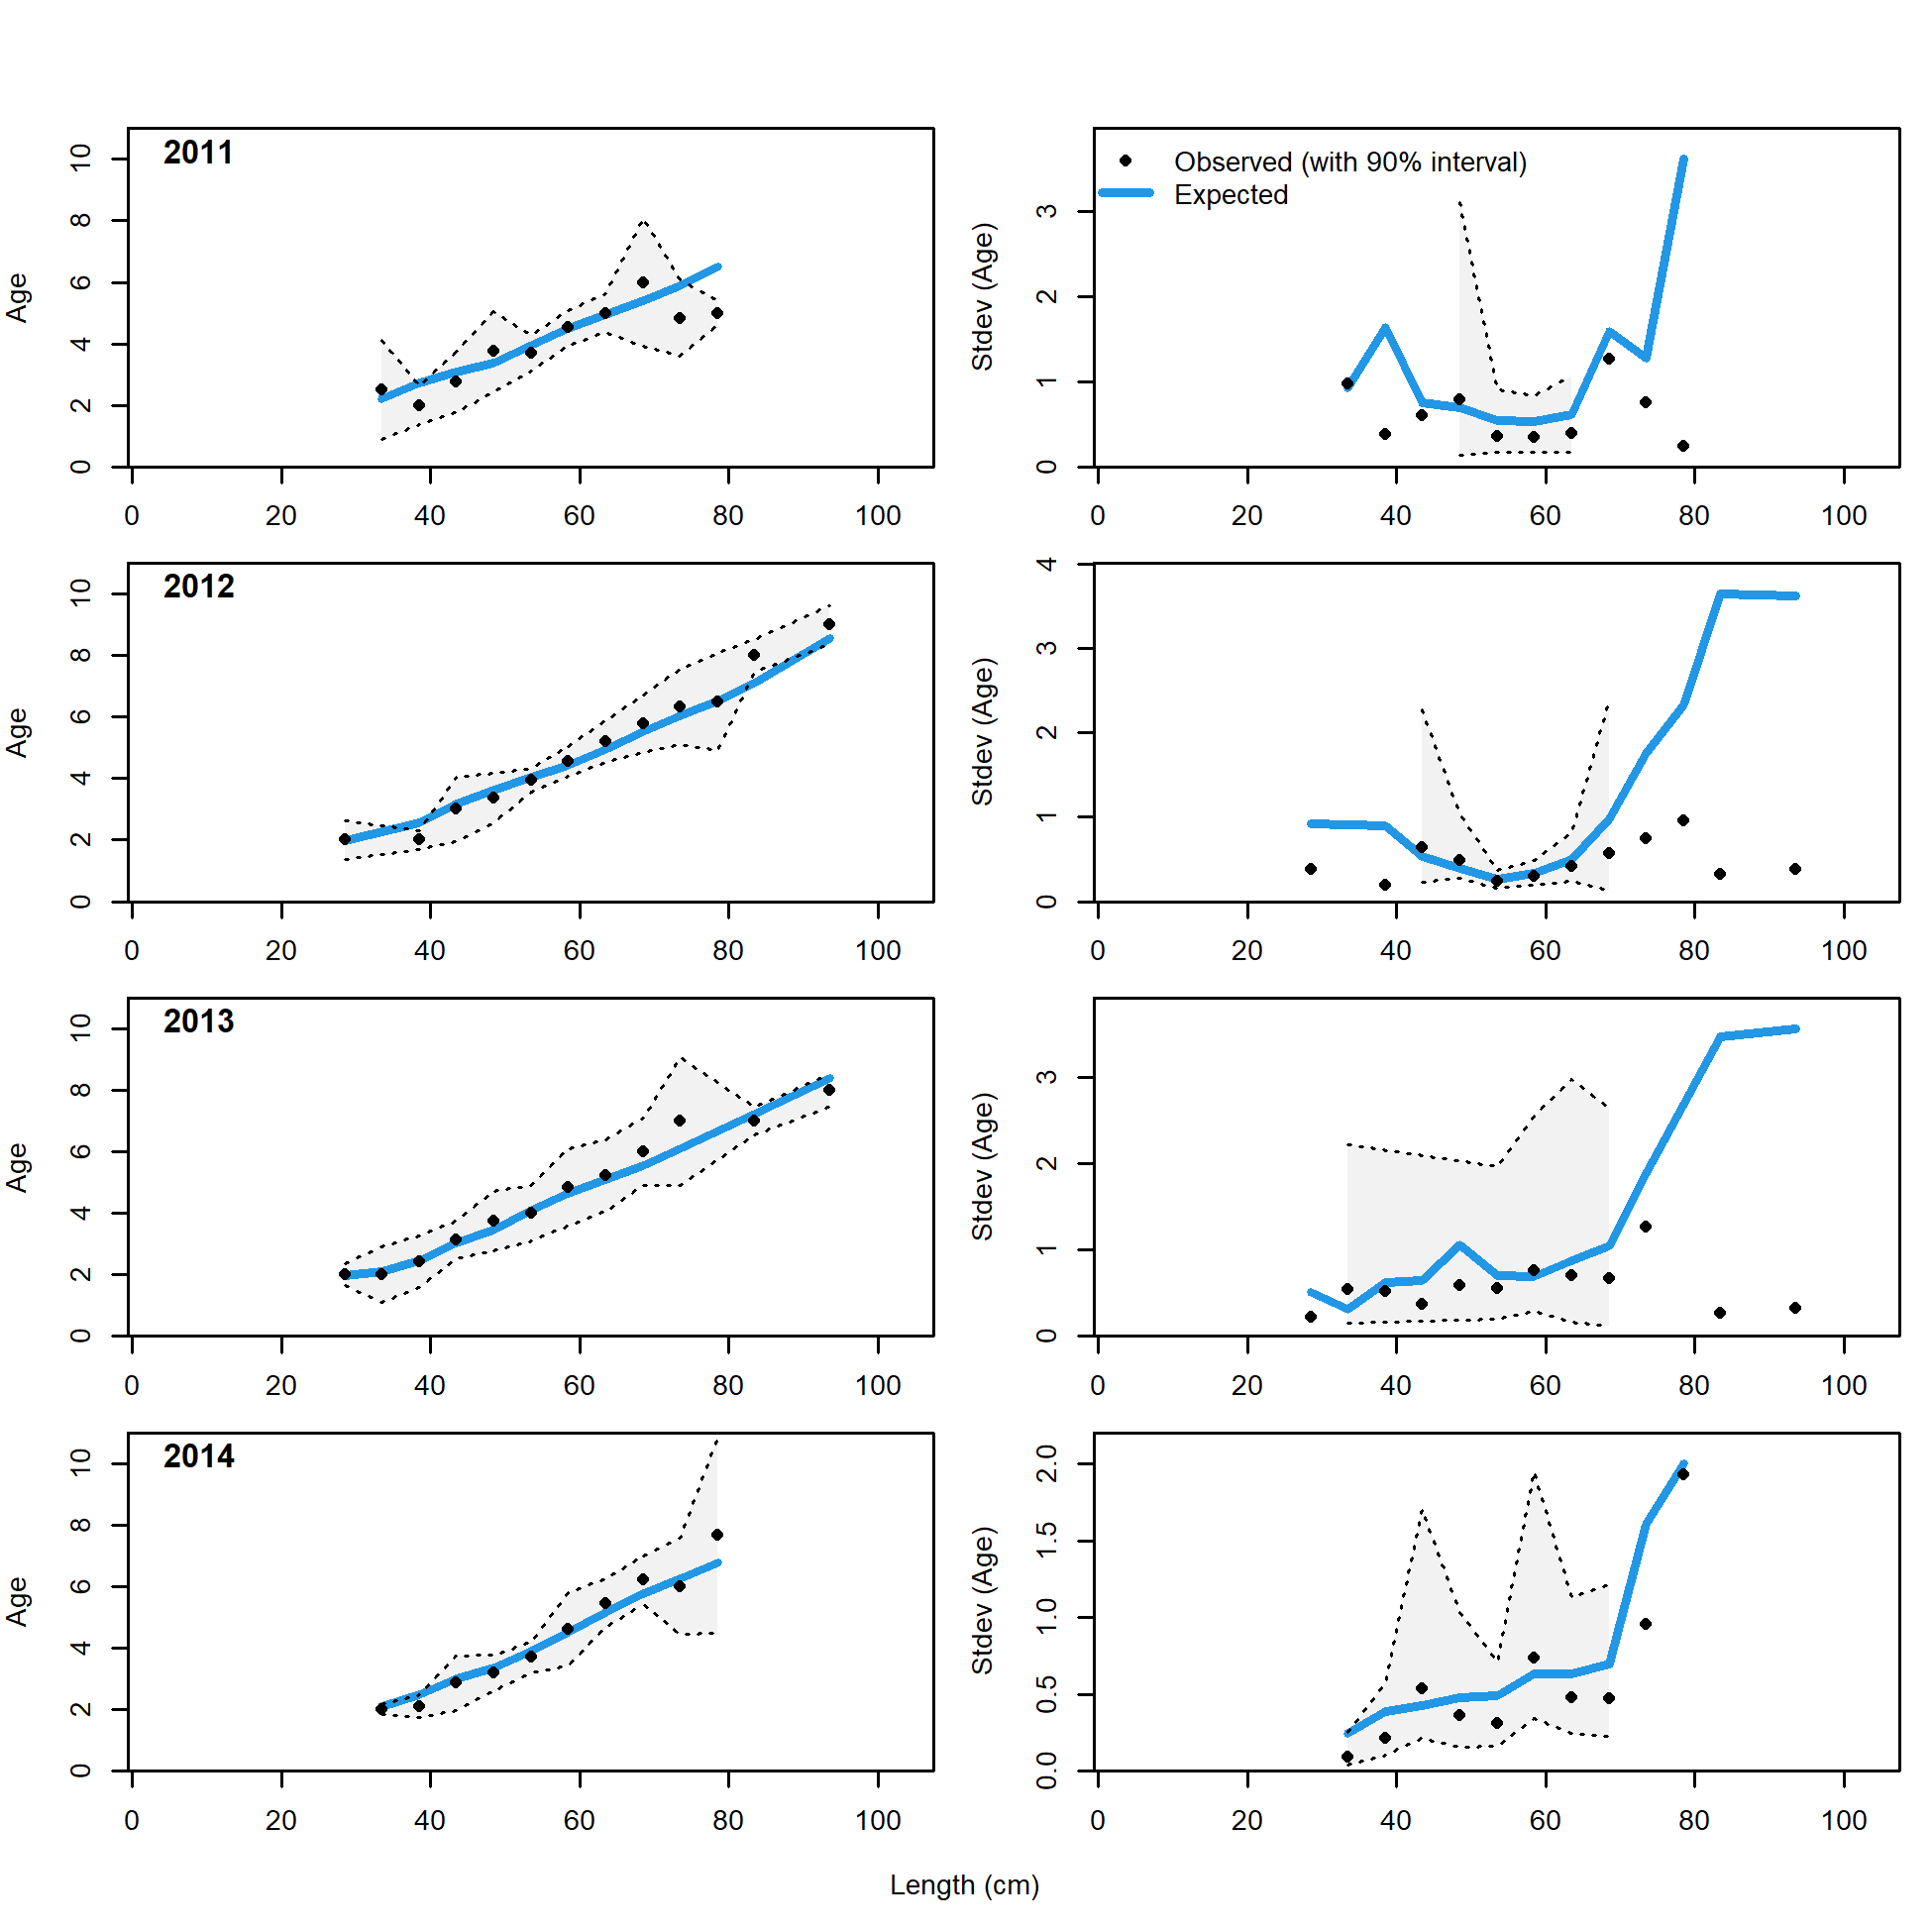 2011
Age
0 2 4 6 8 10
0 20 40 60 80 100
Observed (with 90% interval)
Expected
Stdev (Age)
0 1 2 3
0 20 40 60 80 100
2012
Age
0 2 4 6 8 10
0 20 40 60 80 100
Stdev (Age)
0 1 2 3 4
0 20 40 60 80 100
2013
Age
0 2 4 6 8 10
0 20 40 60 80 100
Stdev (Age)
0 1 2 3
0 20 40 60 80 100
2014
Age
0 2 4 6 8 10
0 20 40 60 80 100
Stdev (Age)
0.0 0.5 1.0 1.5 2.0
0 20 40 60 80 100
Length (cm)